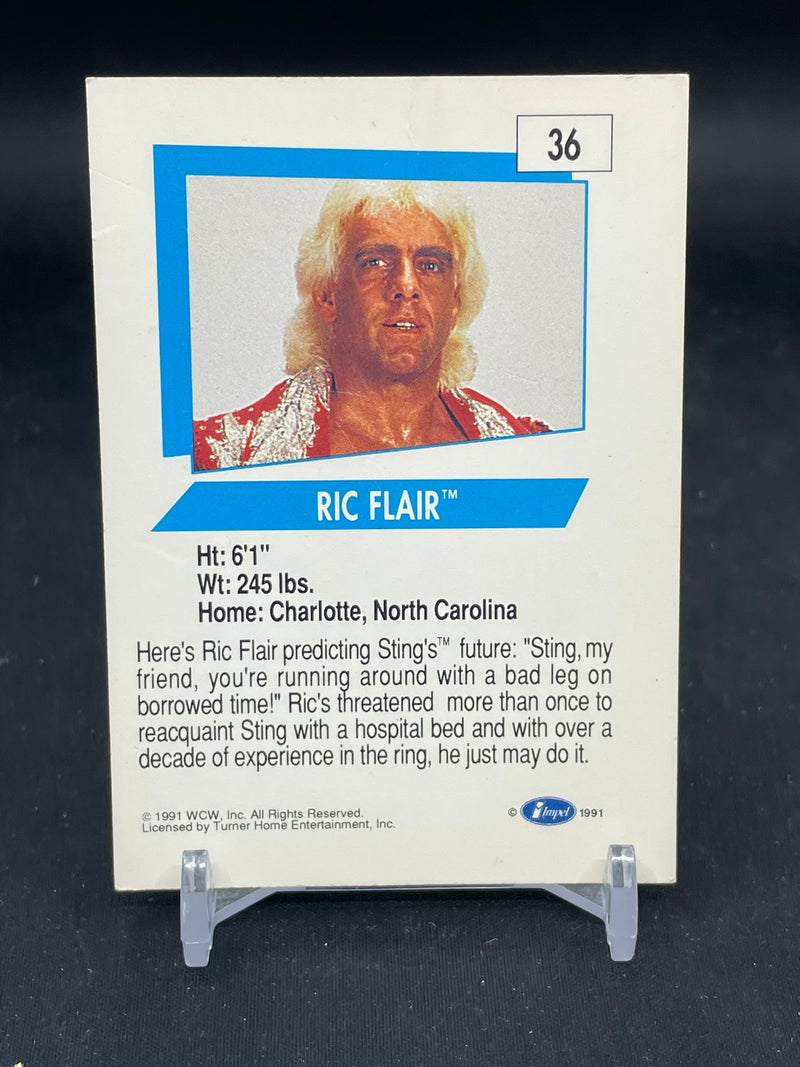 36
RIC FLAIR™
Ht: 6'1"
Wt: 245 lbs.
Home: Charlotte, North Carolina
Here's Ric Flair predicting Sting's™ future: "Sting, my
friend, you're running around with a bad leg on
borrowed time!" Ric's threatened more than once to
reacquaint Sting with a hospital bed and with over a
decade of experience in the ring, he just may do it.
© 1991 WCW, Inc. All Rights Reserved.
Licensed by Turner Home Entertainment, Inc.
© Impel 1991